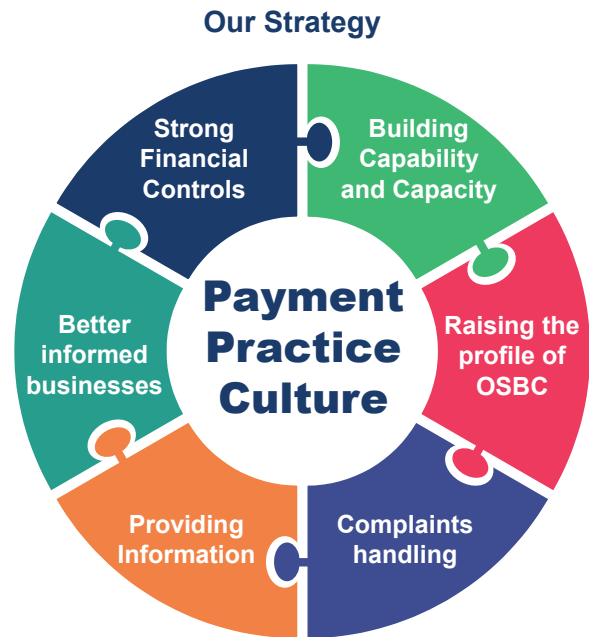 Our Strategy
Strong
Financial
Controls
Building
Capability
and Capacity
Better
informed
businesses
Payment
Practice
Culture
Raising the
profile of
OSBC
Providing
Information
Complaints
handling